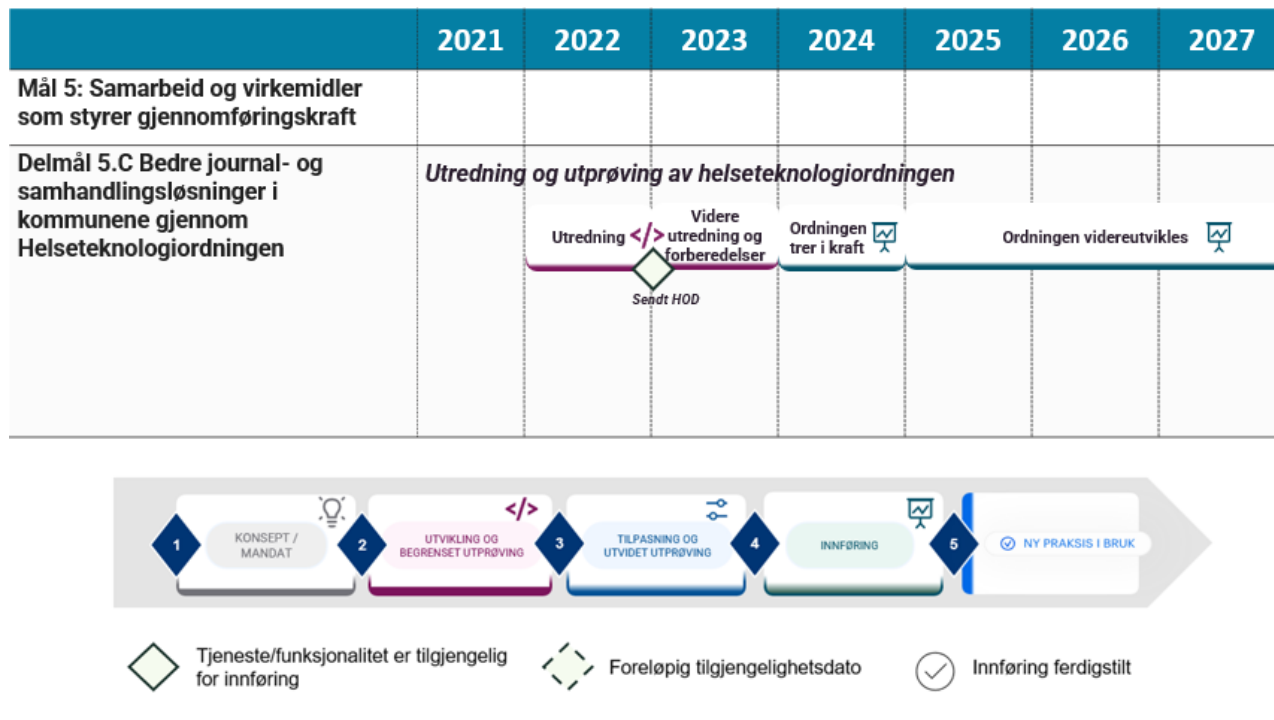 2021 2022 2023 2024 2025 2026 2027
Mål 5: Samarbeid og virkemidler
som styrer gjennomføringskraft
Delmål 5.C Bedre journal- og
samhandlingsløsninger i
kommunene gjennom
Helseteknologiordningen
Utredning og utprøving av helseteknologiordningen
Utredning </>
Videre
utredning og
forberedelser
Ordningen
trer i kraft
Ordningen videreutvikles
Sendt HOD
1
KONSEPT /
MANDAT
2
</>
UTVIKLING OG
BEGRENSET UTPRØVING
3
TILPASNING OG
UTVIDET UTPRØVING
4
INNFØRING
5
NY PRAKSIS I BRUK
Tjeneste/funksjonalitet er tilgjengelig
for innføring
Foreløpig tilgjengelighetsdato
Innføring ferdigstilt